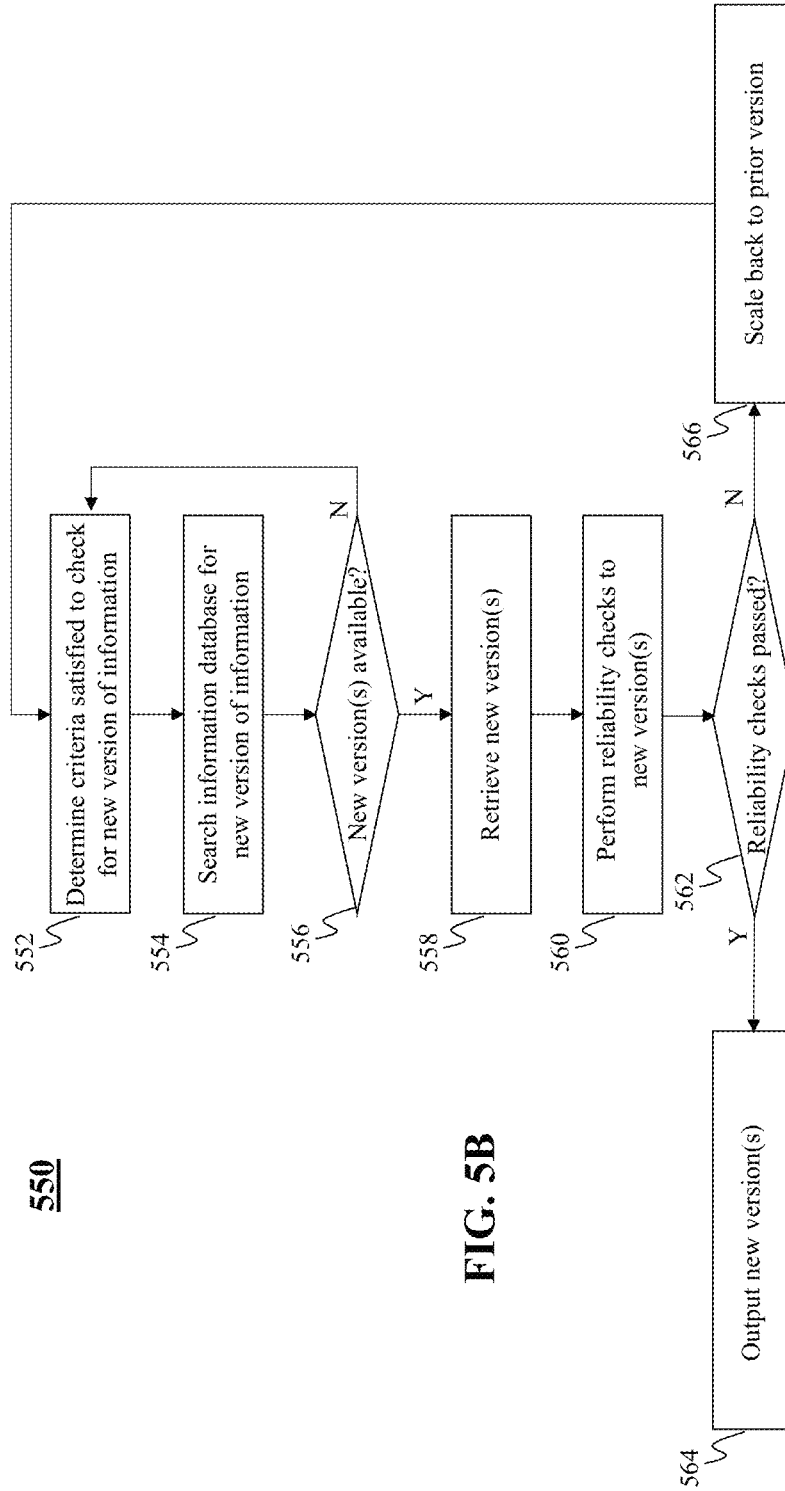 550
552
Determine criteria satisfied to check
for new version of information
554
Search information database for
new version of information
556
New version(s) available?
N
Y
558
Retrieve new version(s)
560
Perform reliability checks to
new version(s)
562
Reliability checks passed?
Y
N
564
Output new version(s)
566
Scale back to prior version
FIG. 5B